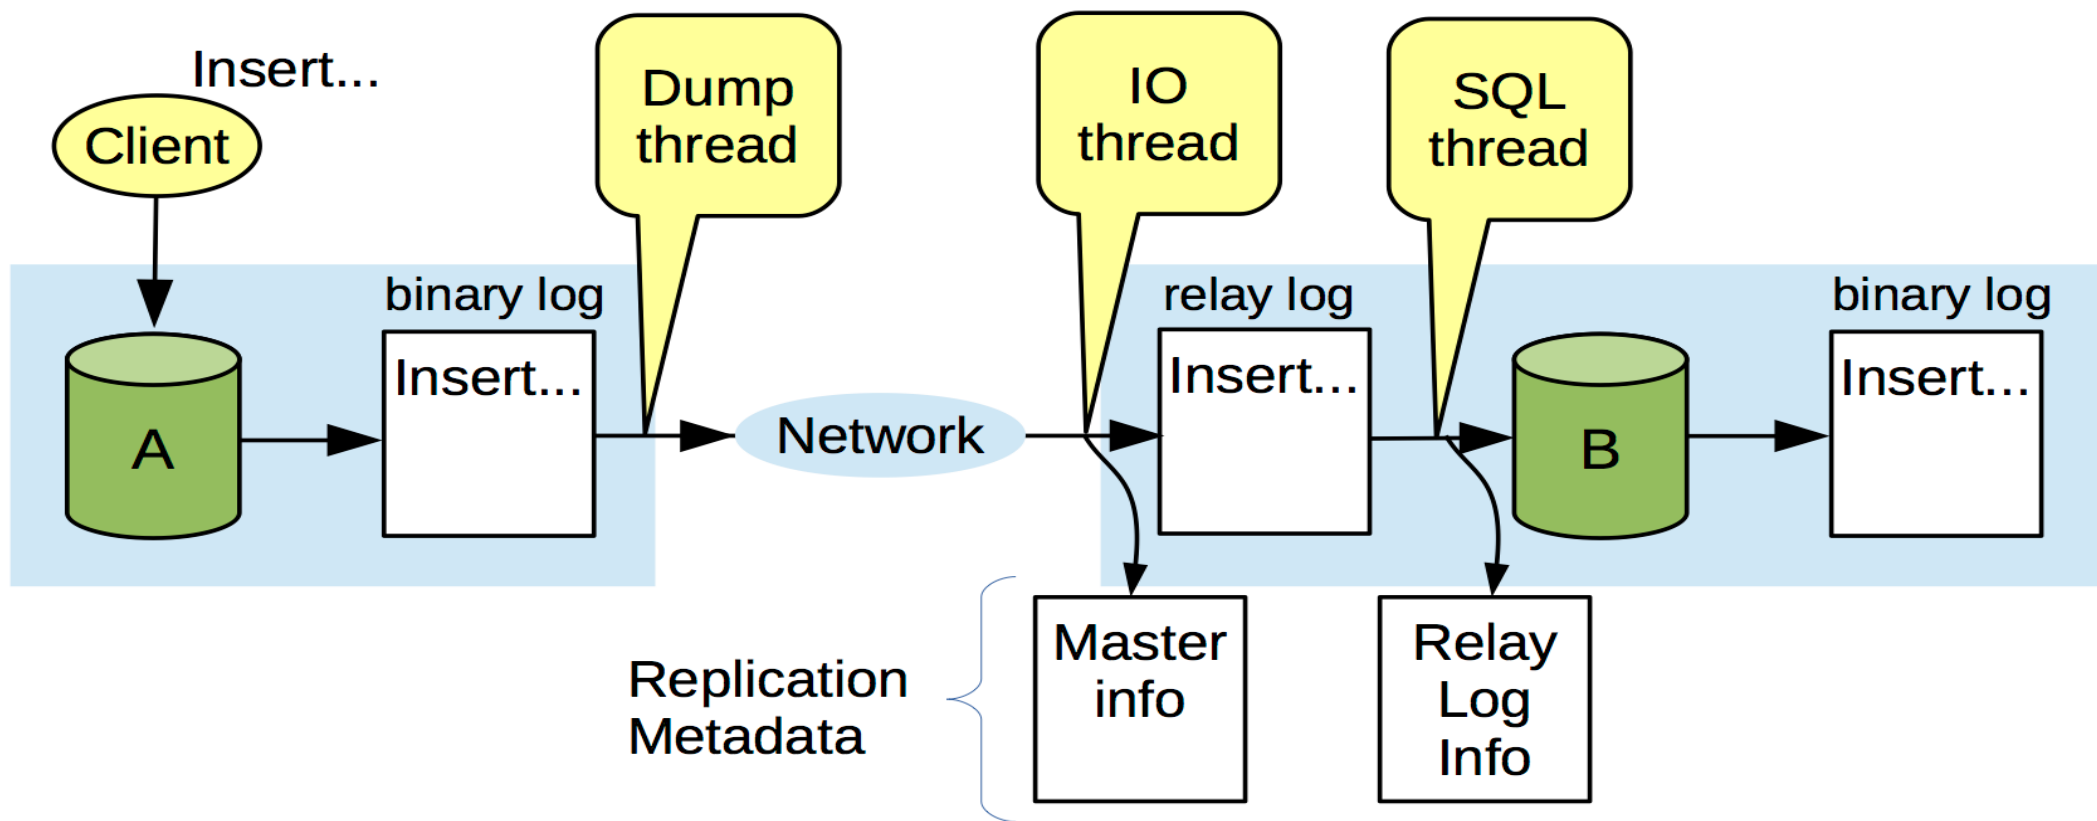 Insert...
Client
Dump
thread
IO
thread
SQL
thread
binary log
Insert...
A
Network
relay log
Insert...
B
binary log
Insert...
Replication
Metadata
Master
info
Relay
Log
Info